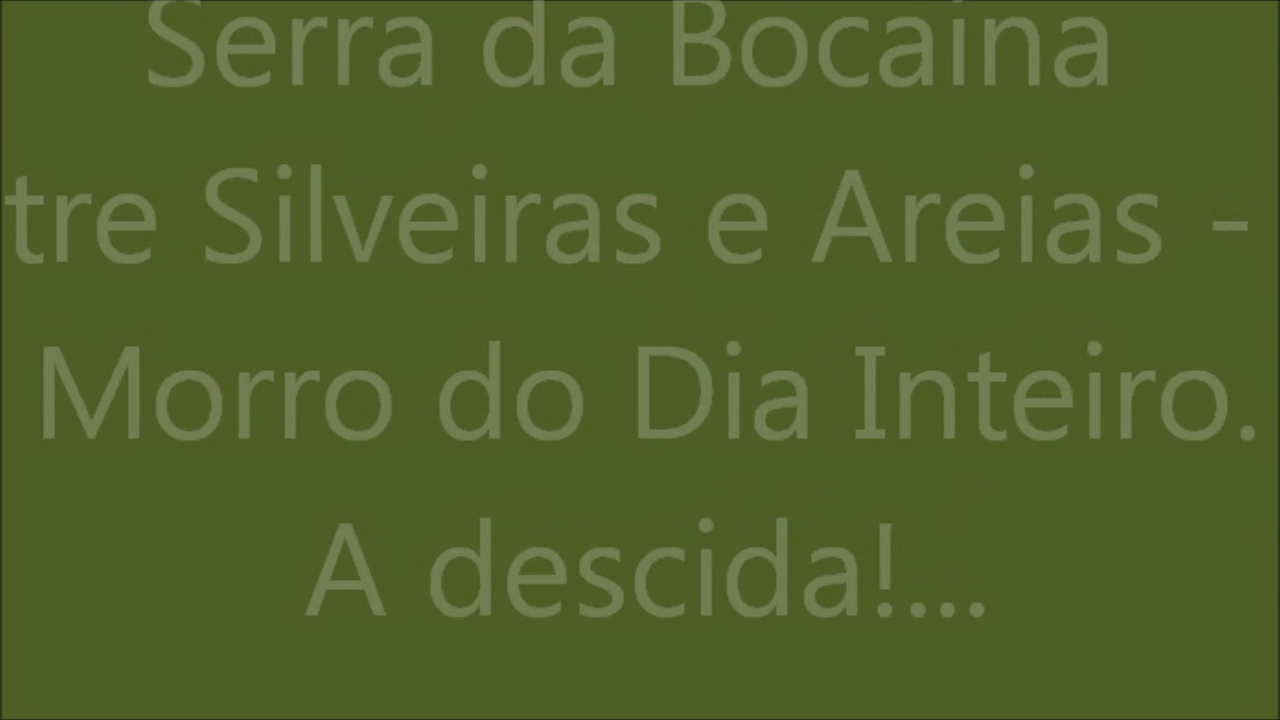 Serra da Bocaina
tre Silveiras e Areias -
Morro do Dia Inteiro.
A descida!...